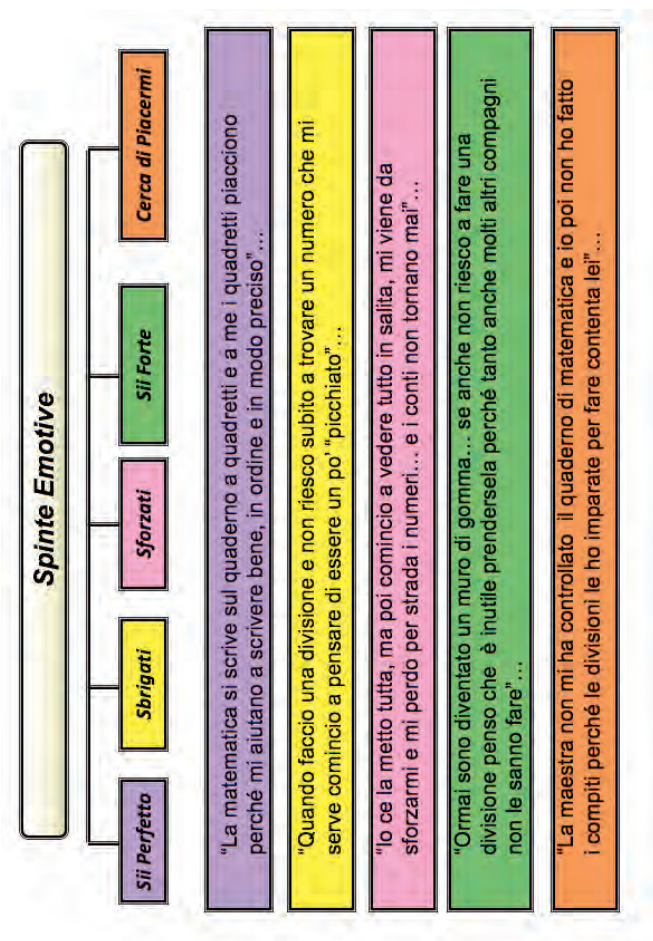 Spinte Emotive
Sii Perfetto
Sbrigati
Sforzati
Sii Forte
Cerca di Piacermi
“La matematica si scrive sul quaderno a quadretti e a me i quadretti piacciono
perché mi aiutano a scrivere bene, in ordine e in modo preciso”…
“Quando faccio una divisione e non riesco subito a trovare un numero che mi
serve comincio a pensare di essere un po’ “picchiato”…
“Io ce la metto tutta, ma poi comincio a vedere tutto in salita, mi viene da
sforzarmi e mi perdo per strada i numeri… e i conti non tornano mai”…
“Ormai sono diventato un muro di gomma… se anche non riesco a fare una
divisione penso che è inutile prendersela perché tanto anche molti altri compagni
non le sanno fare”…
“La maestra non mi ha controllato il quaderno di matematica e io poi non ho fatto
i compiti perché le divisioni le ho imparate per fare contenta lei”…